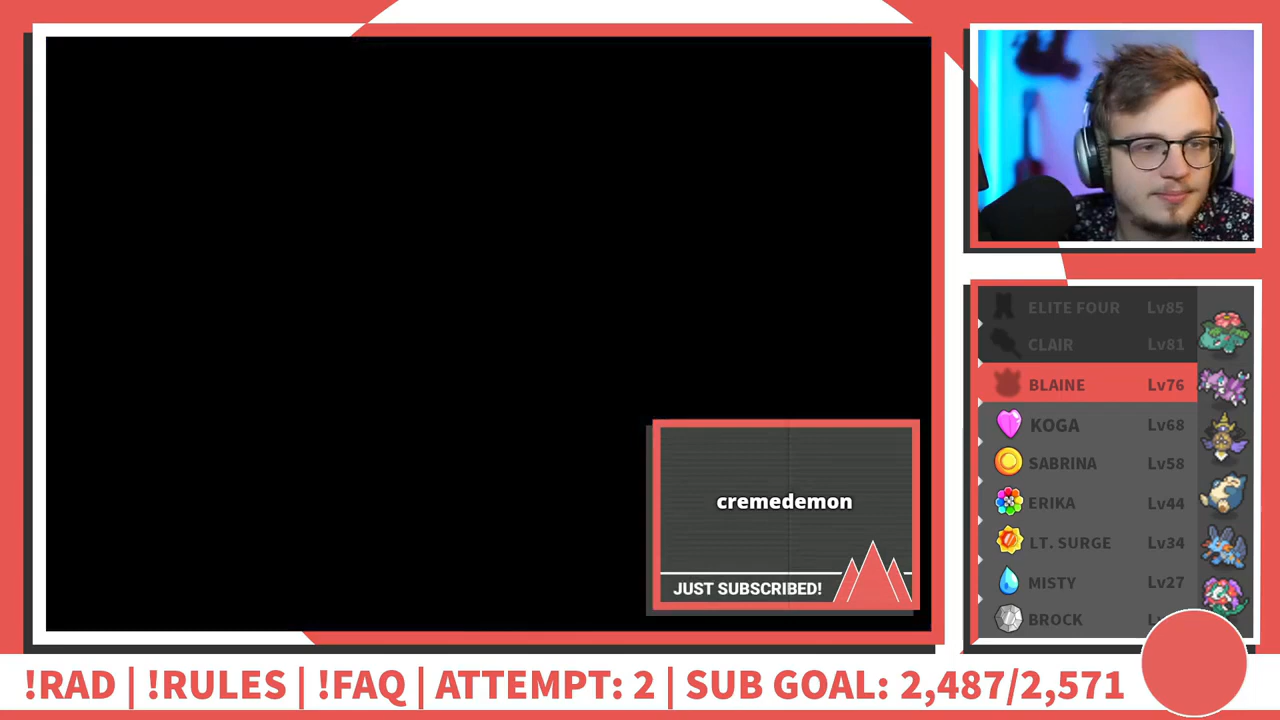 cremedemon
JUST SUBSCRIBED!
ELITE FOUR Lv85
CLAIR Lv81
BLAINE Lv76
KOGA Lv68
SABRINA Lv58
ERIKA Lv44
LT. SURGE Lv34
MISTY Lv27
BROCK
!RAD | !RULES | !FAQ | ATTEMPT: 2 | SUB GOAL: 2,487/2,571